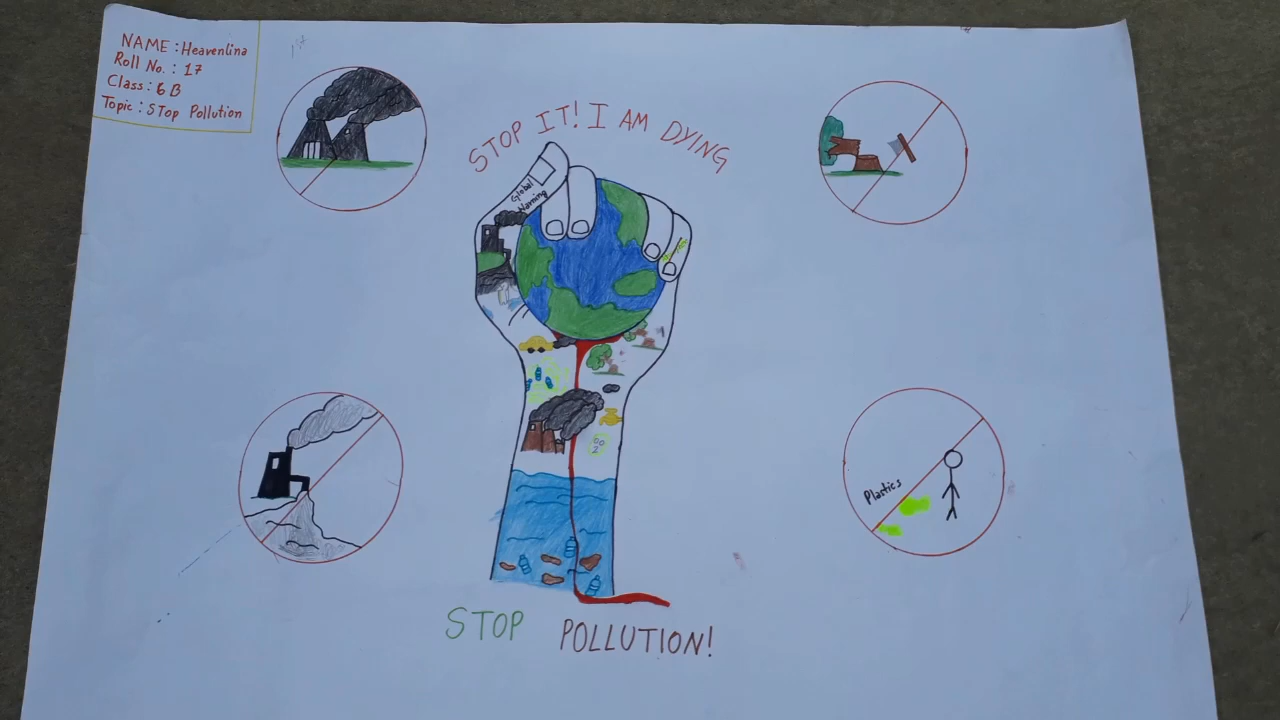 NAME : Heavenlina
Roll No. : 17
Class : 6 B
Topic : STop Pollution
1st
STOP IT! I AM DYING
Global
Warming
Plastics
STOP POLLUTION!